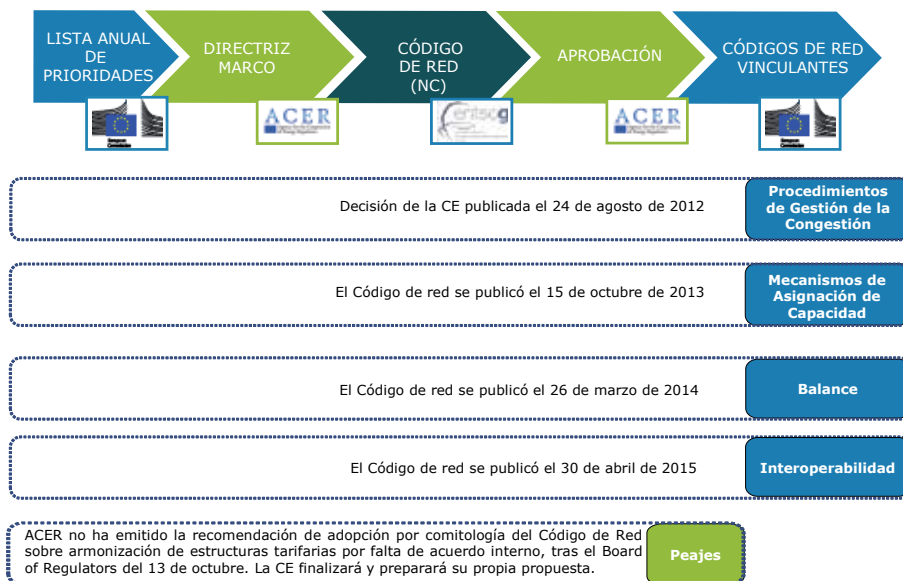 LISTA ANUAL
DE
PRIORIDADES
DIRECTRIZ
MARCO
CÓDIGO
DE RED
(NC)
APROBACIÓN
CÓDIGOS DE RED
VINCULANTES
European
Commission
ACER
entsog
ACER
European
Commission
Decisión de la CE publicada el 24 de agosto de 2012
Procedimientos
de Gestión de la
Congestión
El Código de red se publicó el 15 de octubre de 2013
Mecanismos de
Asignación de
Capacidad
El Código de red se publicó el 26 de marzo de 2014
Balance
El Código de red se publicó el 30 de abril de 2015
Interoperabilidad
ACER no ha emitido la recomendación de adopción por comitología del Código de Red
sobre armonización de estructuras tarifarias por falta de acuerdo interno, tras el Board
of Regulators del 13 de octubre. La CE finalizará y preparará su propia propuesta.
Peajes